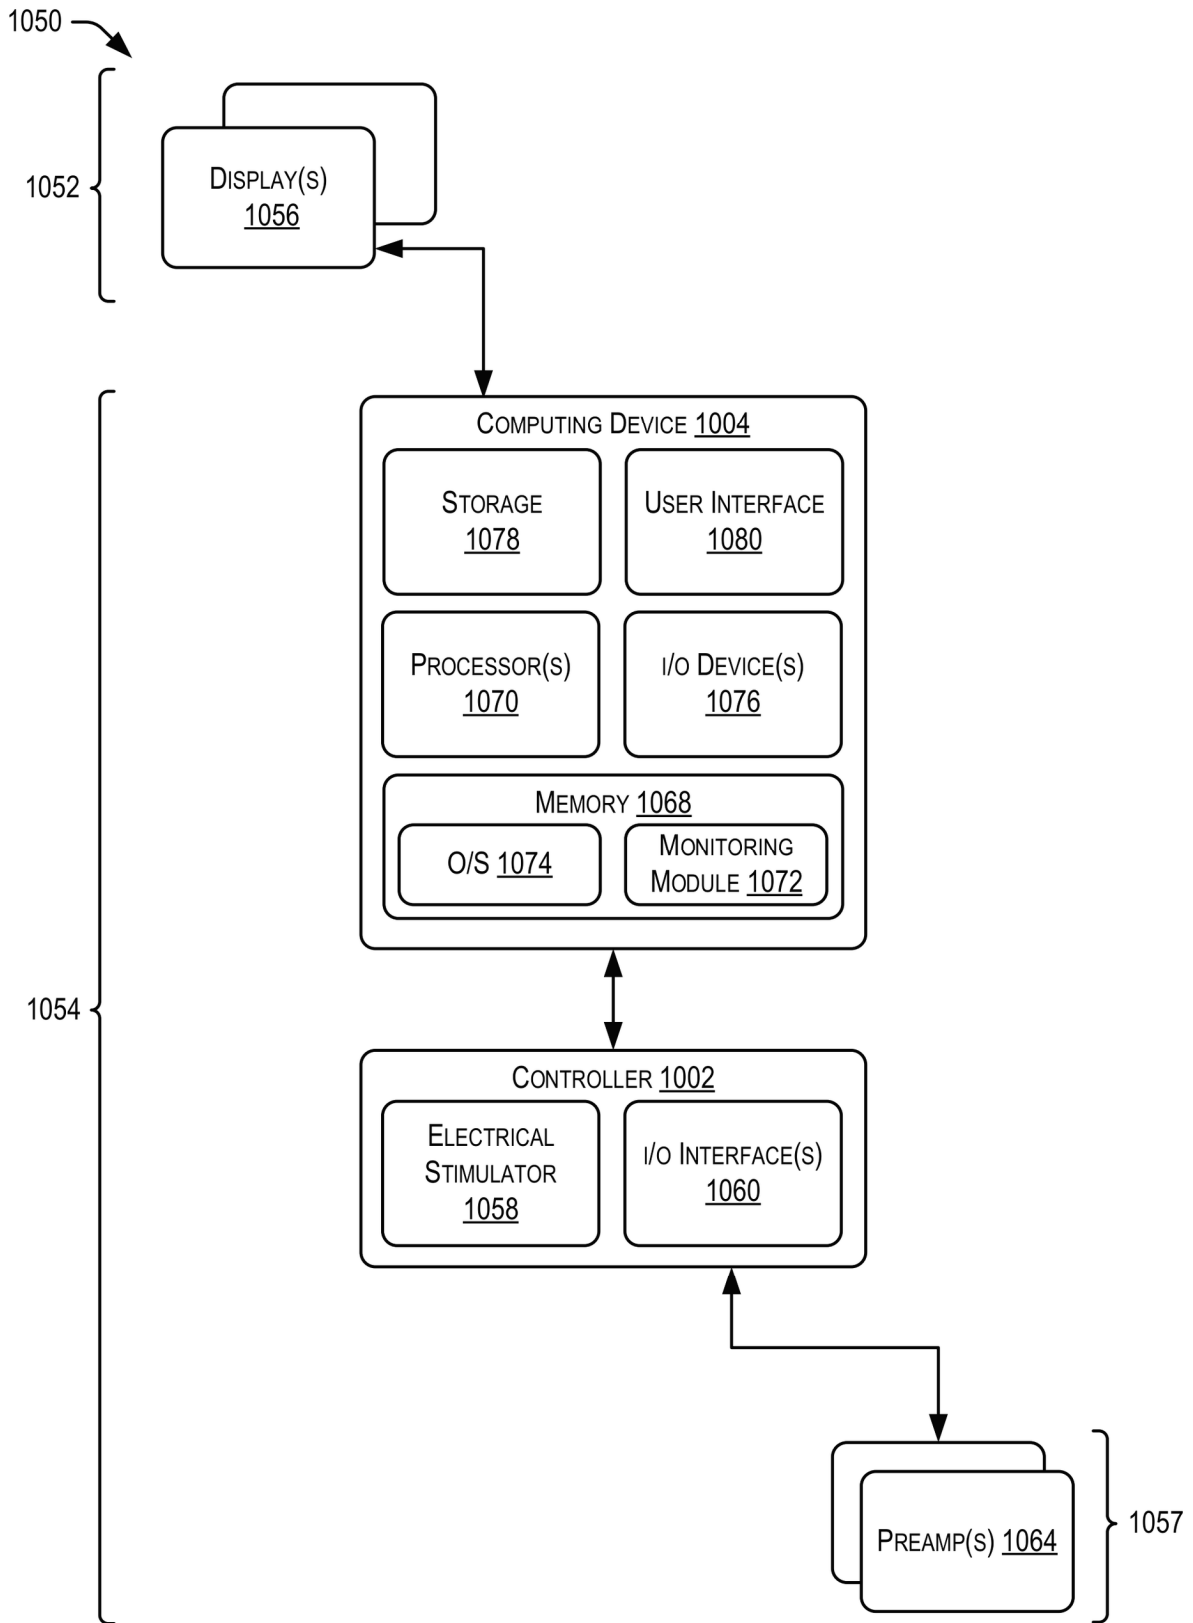 1050
1052
DISPLAY(S)
1056
COMPUTING DEVICE 1004
STORAGE
1078
USER INTERFACE
1080
PROCESSOR(S)
1070
I/O DEVICE(S)
1076
MEMORY 1068
O/S 1074
MONITORING
MODULE 1072
1054
CONTROLLER 1002
ELECTRICAL
STIMULATOR
1058
I/O INTERFACE(S)
1060
PREAMP(S) 1064
1057